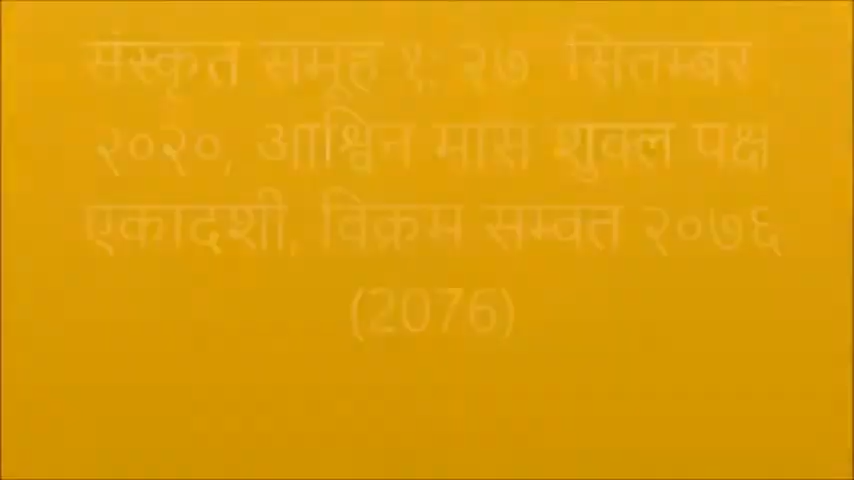 संस्कृत समूह १: २७ सितम्बर
२०२०, आश्विन मास शुक्ल पक्ष
एकादशी, विक्रम सम्वत २०७६
(2076)